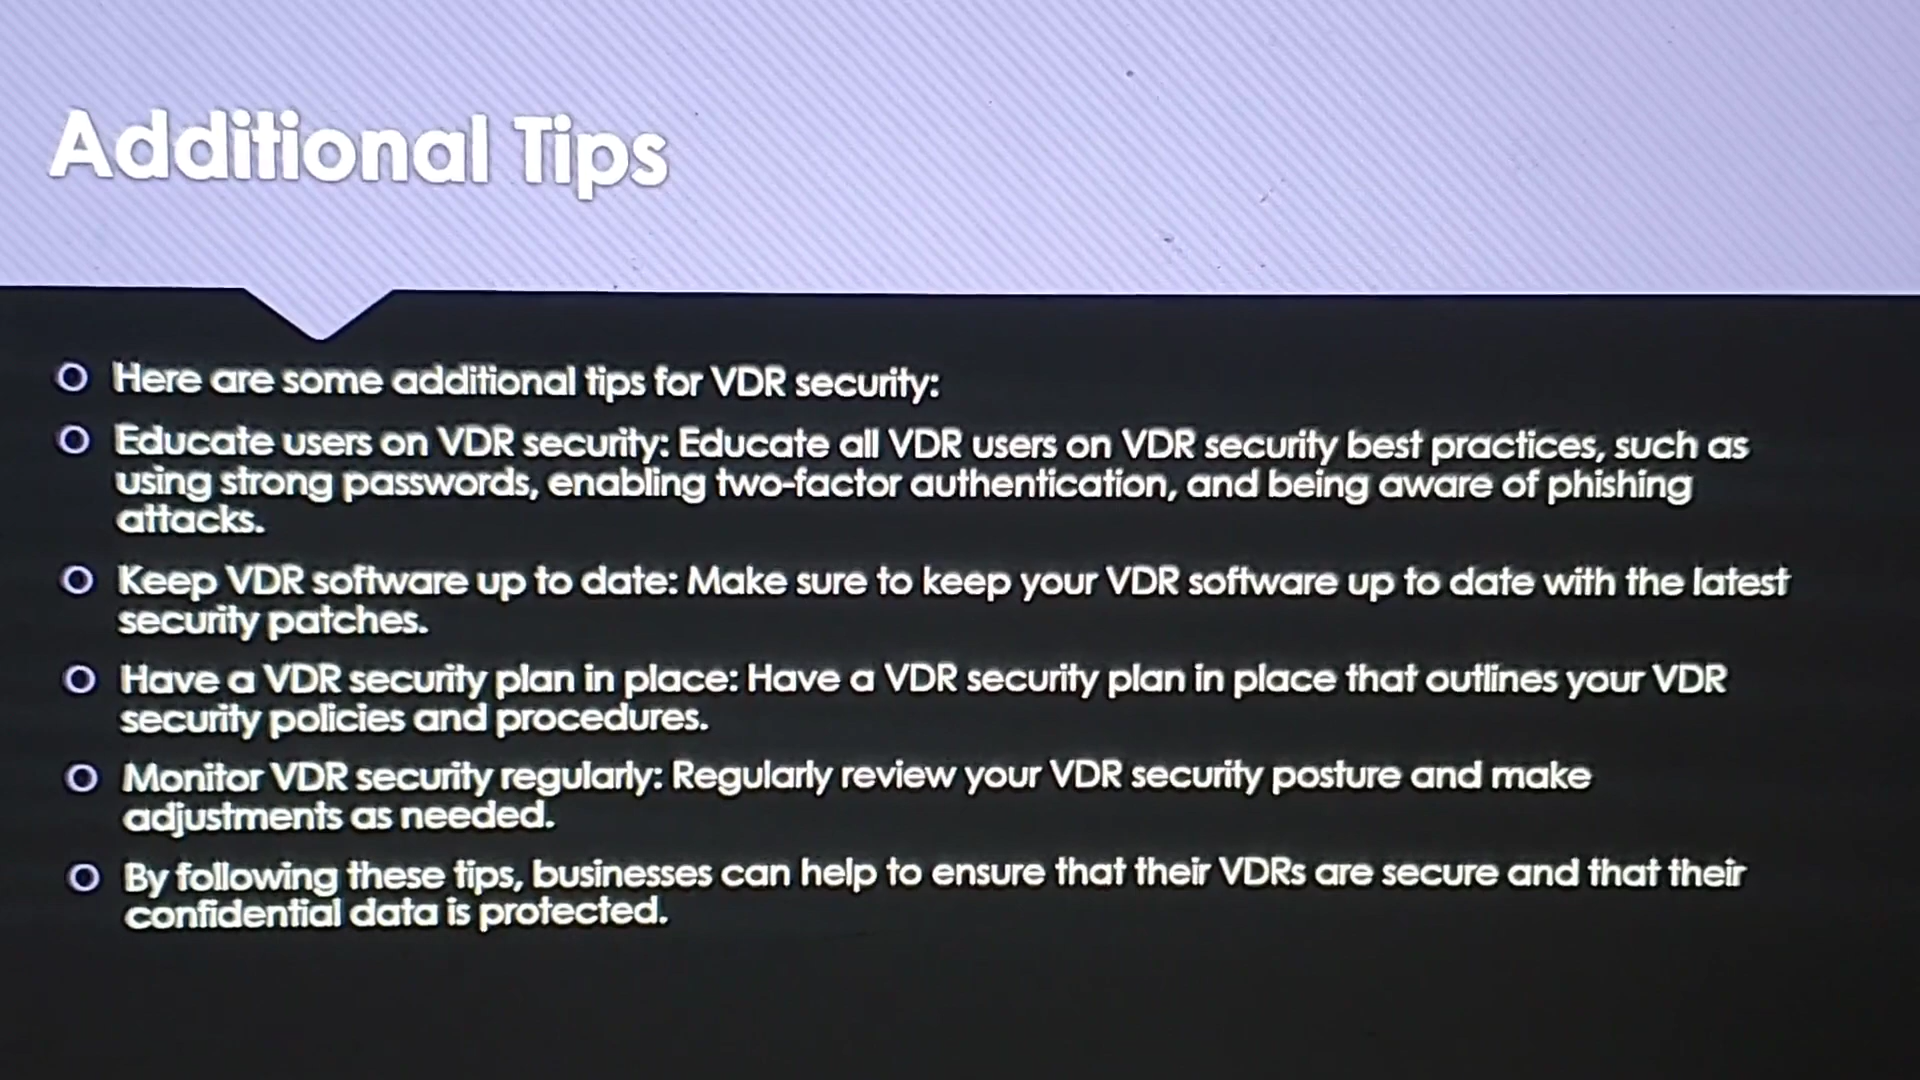 Additional Tips
Here are some additional tips for VDR security:
Educate users on VDR security: Educate all VDR users on VDR security best practices, such as
using strong passwords, enabling two-factor authentication, and being aware of phishing
attacks.
Keep VDR software up to date: Make sure to keep your VDR software up to date with the latest
security patches.
Have a VDR security plan in place: Have a VDR security plan in place that outlines your VDR
security policies and procedures.
Monitor VDR security regularly: Regularly review your VDR security posture and make
adjustments as needed.
By following these tips, businesses can help to ensure that their VDRs are secure and that their
confidential data is protected.